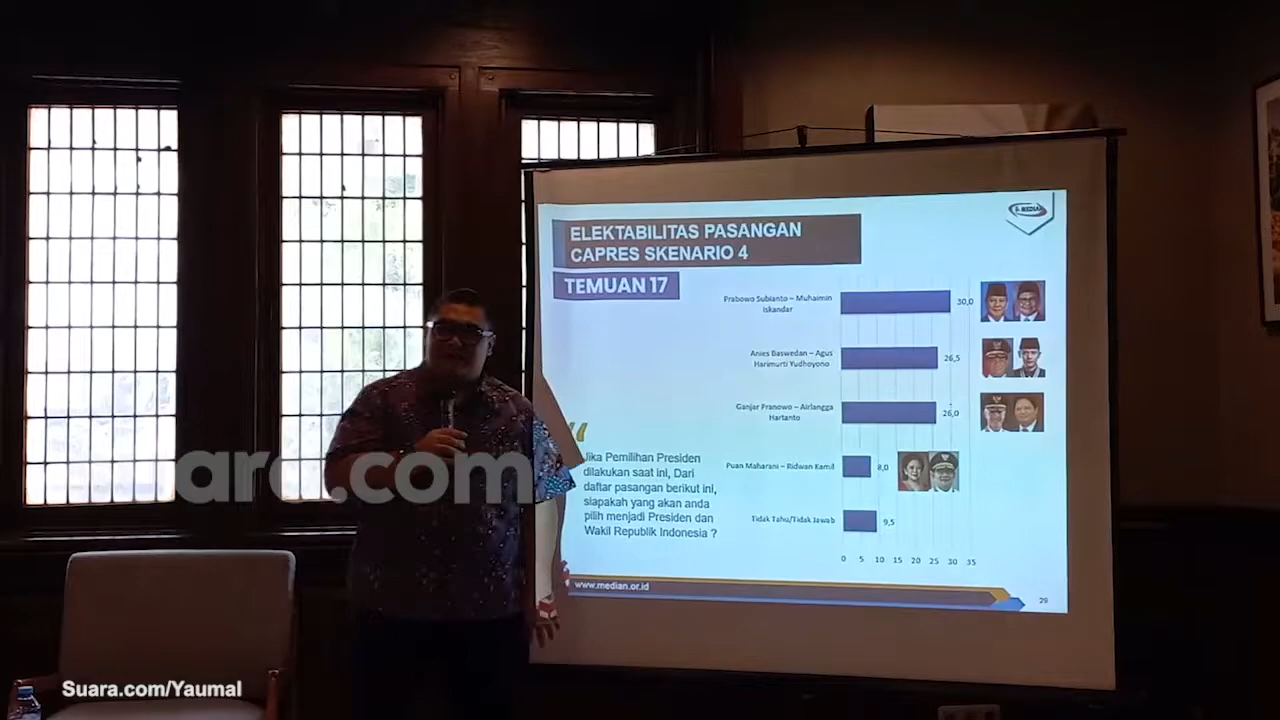 MEDIAN
ELEKTABILITAS PASANGAN
CAPRES SKENARIO 4
TEMUAN 17
Prabowo Subianto – Muhaimin
Iskandar
30,0
Anies Baswedan – Agus
Harimurti Yudhoyono
26,5
Ganjar Pranowo – Airlangga
Hartanto
26,0
Puan Maharani – Ridwan Kamil
8,0
Tidak Tahu/Tidak Jawab
9,5
0 5 10 15 20 25 30 35
Jika Pemilihan Presiden
dilakukan saat ini, Dari
daftar pasangan berikut ini,
siapakah yang akan anda
pilih menjadi Presiden dan
Wakil Republik Indonesia ?
www.median.or.id
29
uara.com
Suara.com/Yaumal